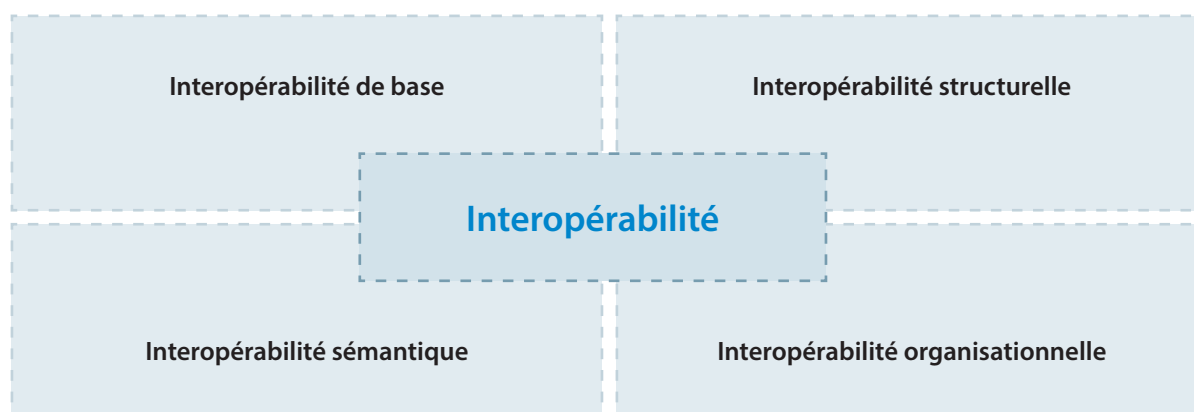 Interopérabilité de base
Interopérabilité structurelle
Interopérabilité
Interopérabilité sémantique
Interopérabilité organisationnelle